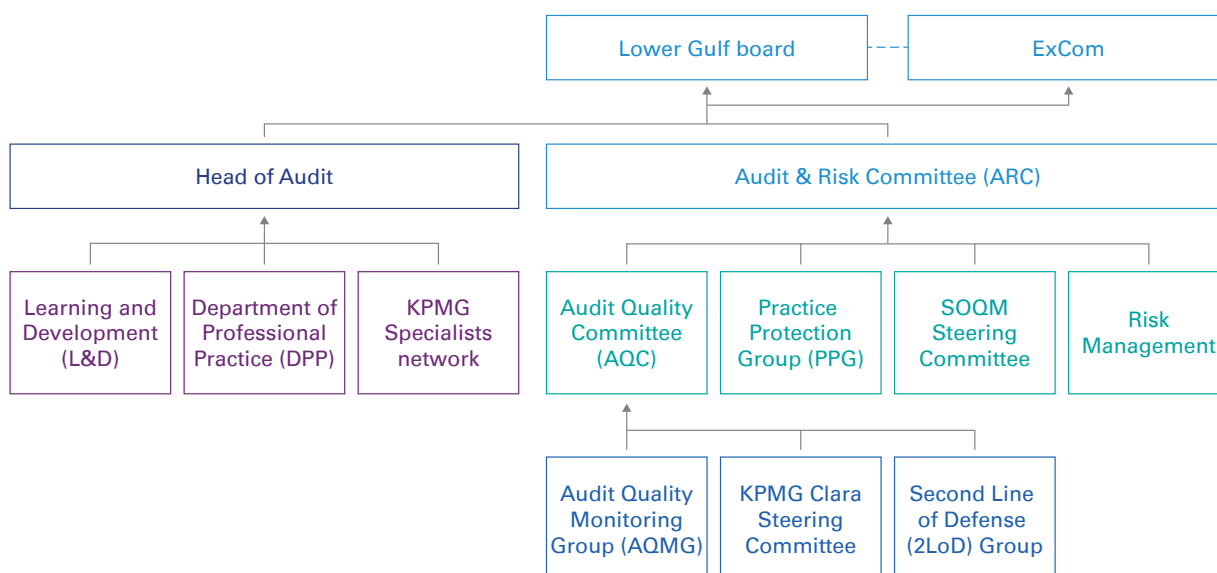 Lower Gulf board
ExCom
Head of Audit
Audit & Risk Committee (ARC)
Learning and
Development
(L&D)
Department of
Professional
Practice (DPP)
KPMG
Specialists
network
Audit Quality
Committee
(AQC)
Practice
Protection
Group (PPG)
SOQM
Steering
Committee
Risk
Management
Audit Quality
Monitoring
Group (AQMG)
KPMG Clara
Steering
Committee
Second Line
of Defense
(2LoD) Group